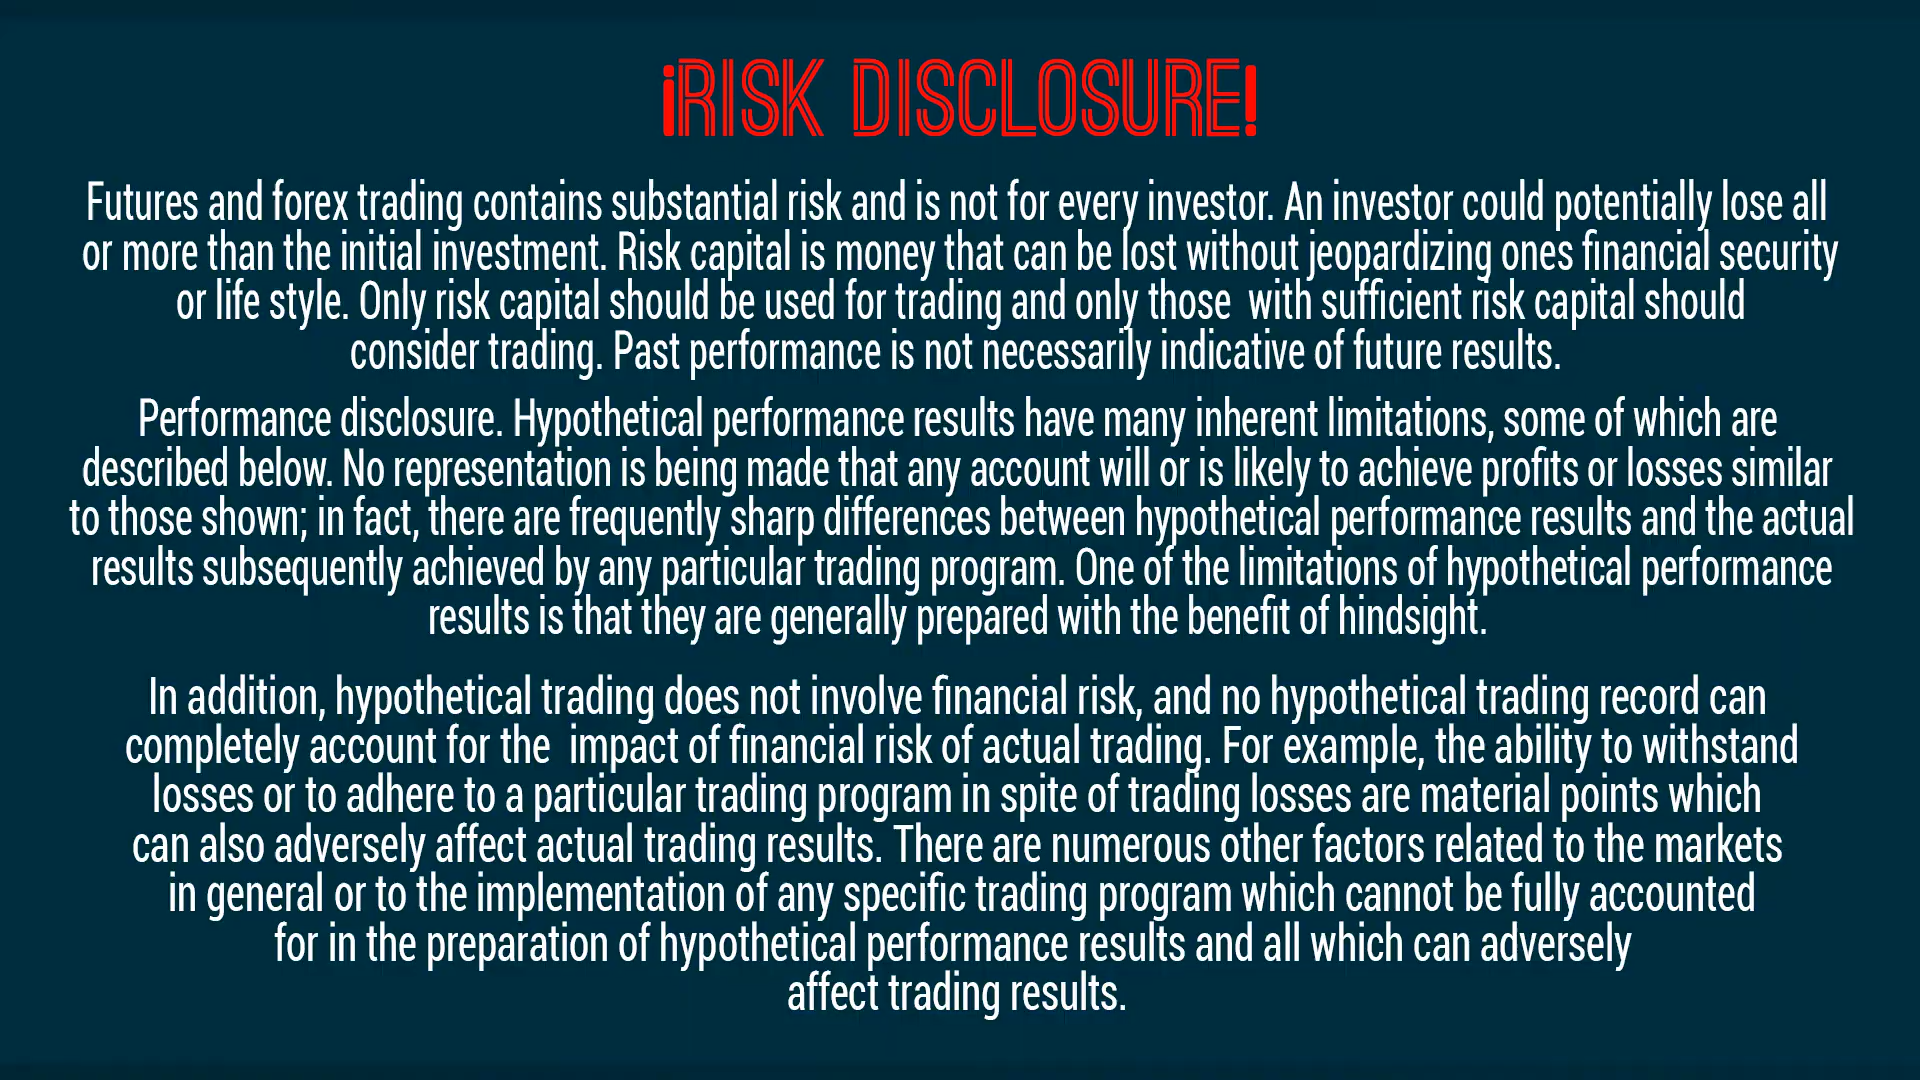 ¡RISK DISCLOSURE!
Futures and forex trading contains substantial risk and is not for every investor. An investor could potentially lose all
or more than the initial investment. Risk capital is money that can be lost without jeopardizing ones financial security
or life style. Only risk capital should be used for trading and only those  with sufficient risk capital should
consider trading. Past performance is not necessarily indicative of future results.
Performance disclosure. Hypothetical performance results have many inherent limitations, some of which are
described below. No representation is being made that any account will or is likely to achieve profits or losses similar
to those shown; in fact, there are frequently sharp differences between hypothetical performance results and the actual
results subsequently achieved by any particular trading program. One of the limitations of hypothetical performance
results is that they are generally prepared with the benefit of hindsight.
In addition, hypothetical trading does not involve financial risk, and no hypothetical trading record can
completely account for the  impact of financial risk of actual trading. For example, the ability to withstand
losses or to adhere to a particular trading program in spite of trading losses are material points which
can also adversely affect actual trading results. There are numerous other factors related to the markets
in general or to the implementation of any specific trading program which cannot be fully accounted
for in the preparation of hypothetical performance results and all which can adversely
affect trading results.